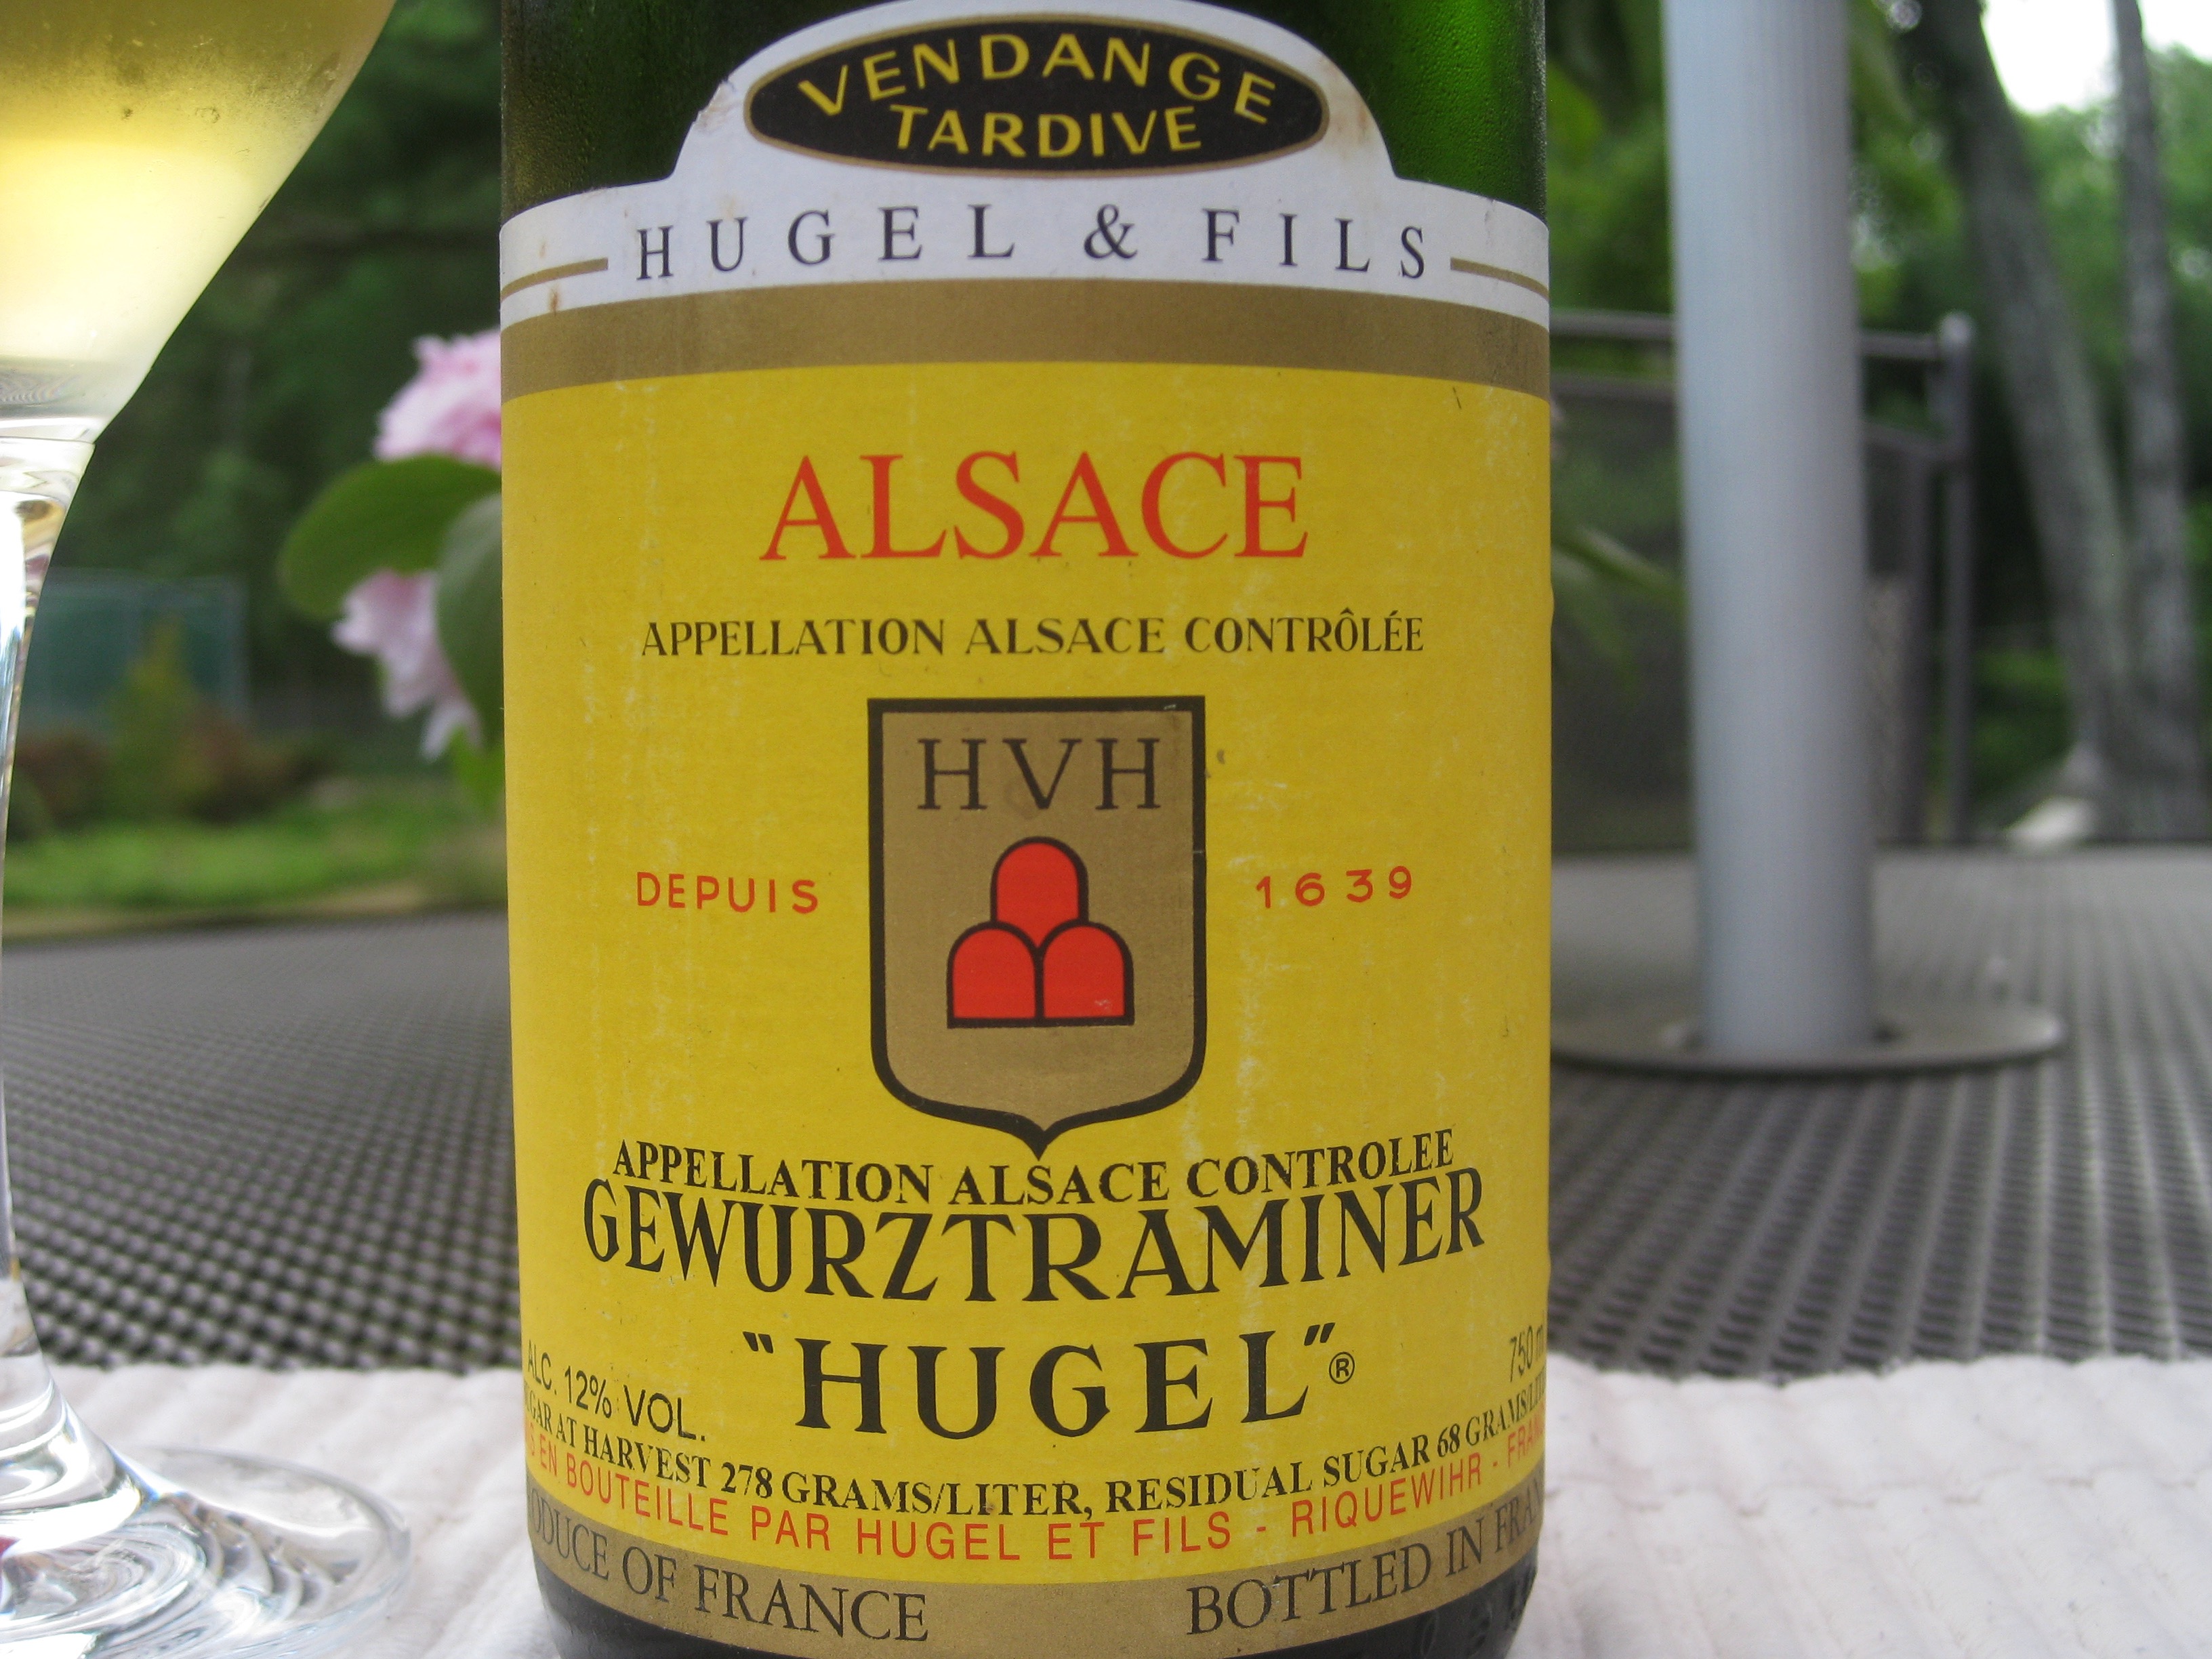 VENDANGE
TARDIVE
HUGEL & FILS
ALSACE
APPELLATION ALSACE CONTRÔLÉE
HVH
DEPUIS 1639
APPELLATION ALSACE CONTROLEE
GEWURZTRAMINER
"HUGEL"®
ALC. 12% VOL.
750
AT HARVEST 278 GRAMS/LITER, RESIDUAL SUGAR 68
EN BOUTEILLE PAR HUGEL ET FILS - RIQUEWIHR -
OF FRANCE BOTTLED IN